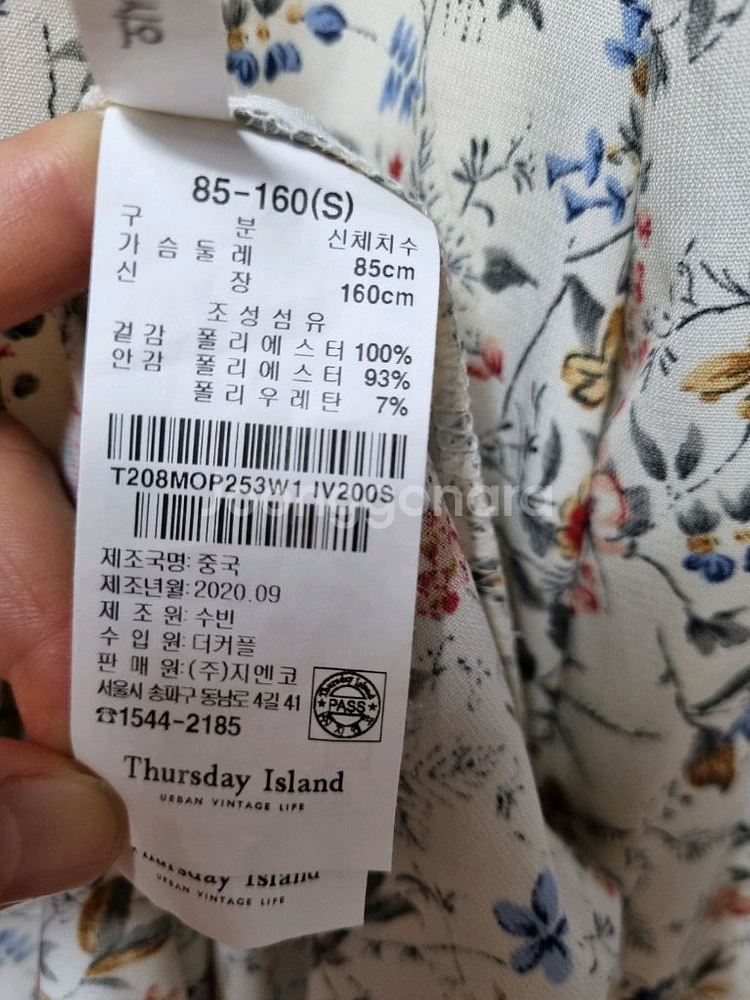 시오
85-160(S)
구 분 신체치수
가 슴 둘 레 85cm
신 장 160cm
조 성 섬 유
겉 감 폴 리 에 스 터 100%
안 감 폴 리 에 스 터 93%
폴 리 우 레 탄 7%
T208MOP253W1 IV200S
Joonggonara
제조국명: 중국
제조년월: 2020.09
제 조 원: 수빈
수 입 원: 더커플
판 매 원: (주)지엔코
서울시 송파구 동남로 4길 41
☎1544-2185
Thursday Island
PASS
Thursday Island
URBAN VINTAGE LIFE
Thursday Island
URBAN VINTAGE LIFE